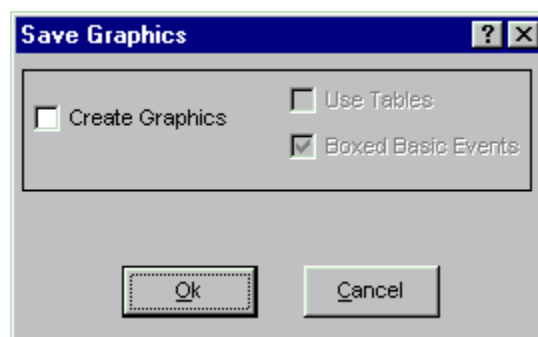 Save Graphics
Create Graphics
Use Tables
Boxed Basic Events
Ok
Cancel